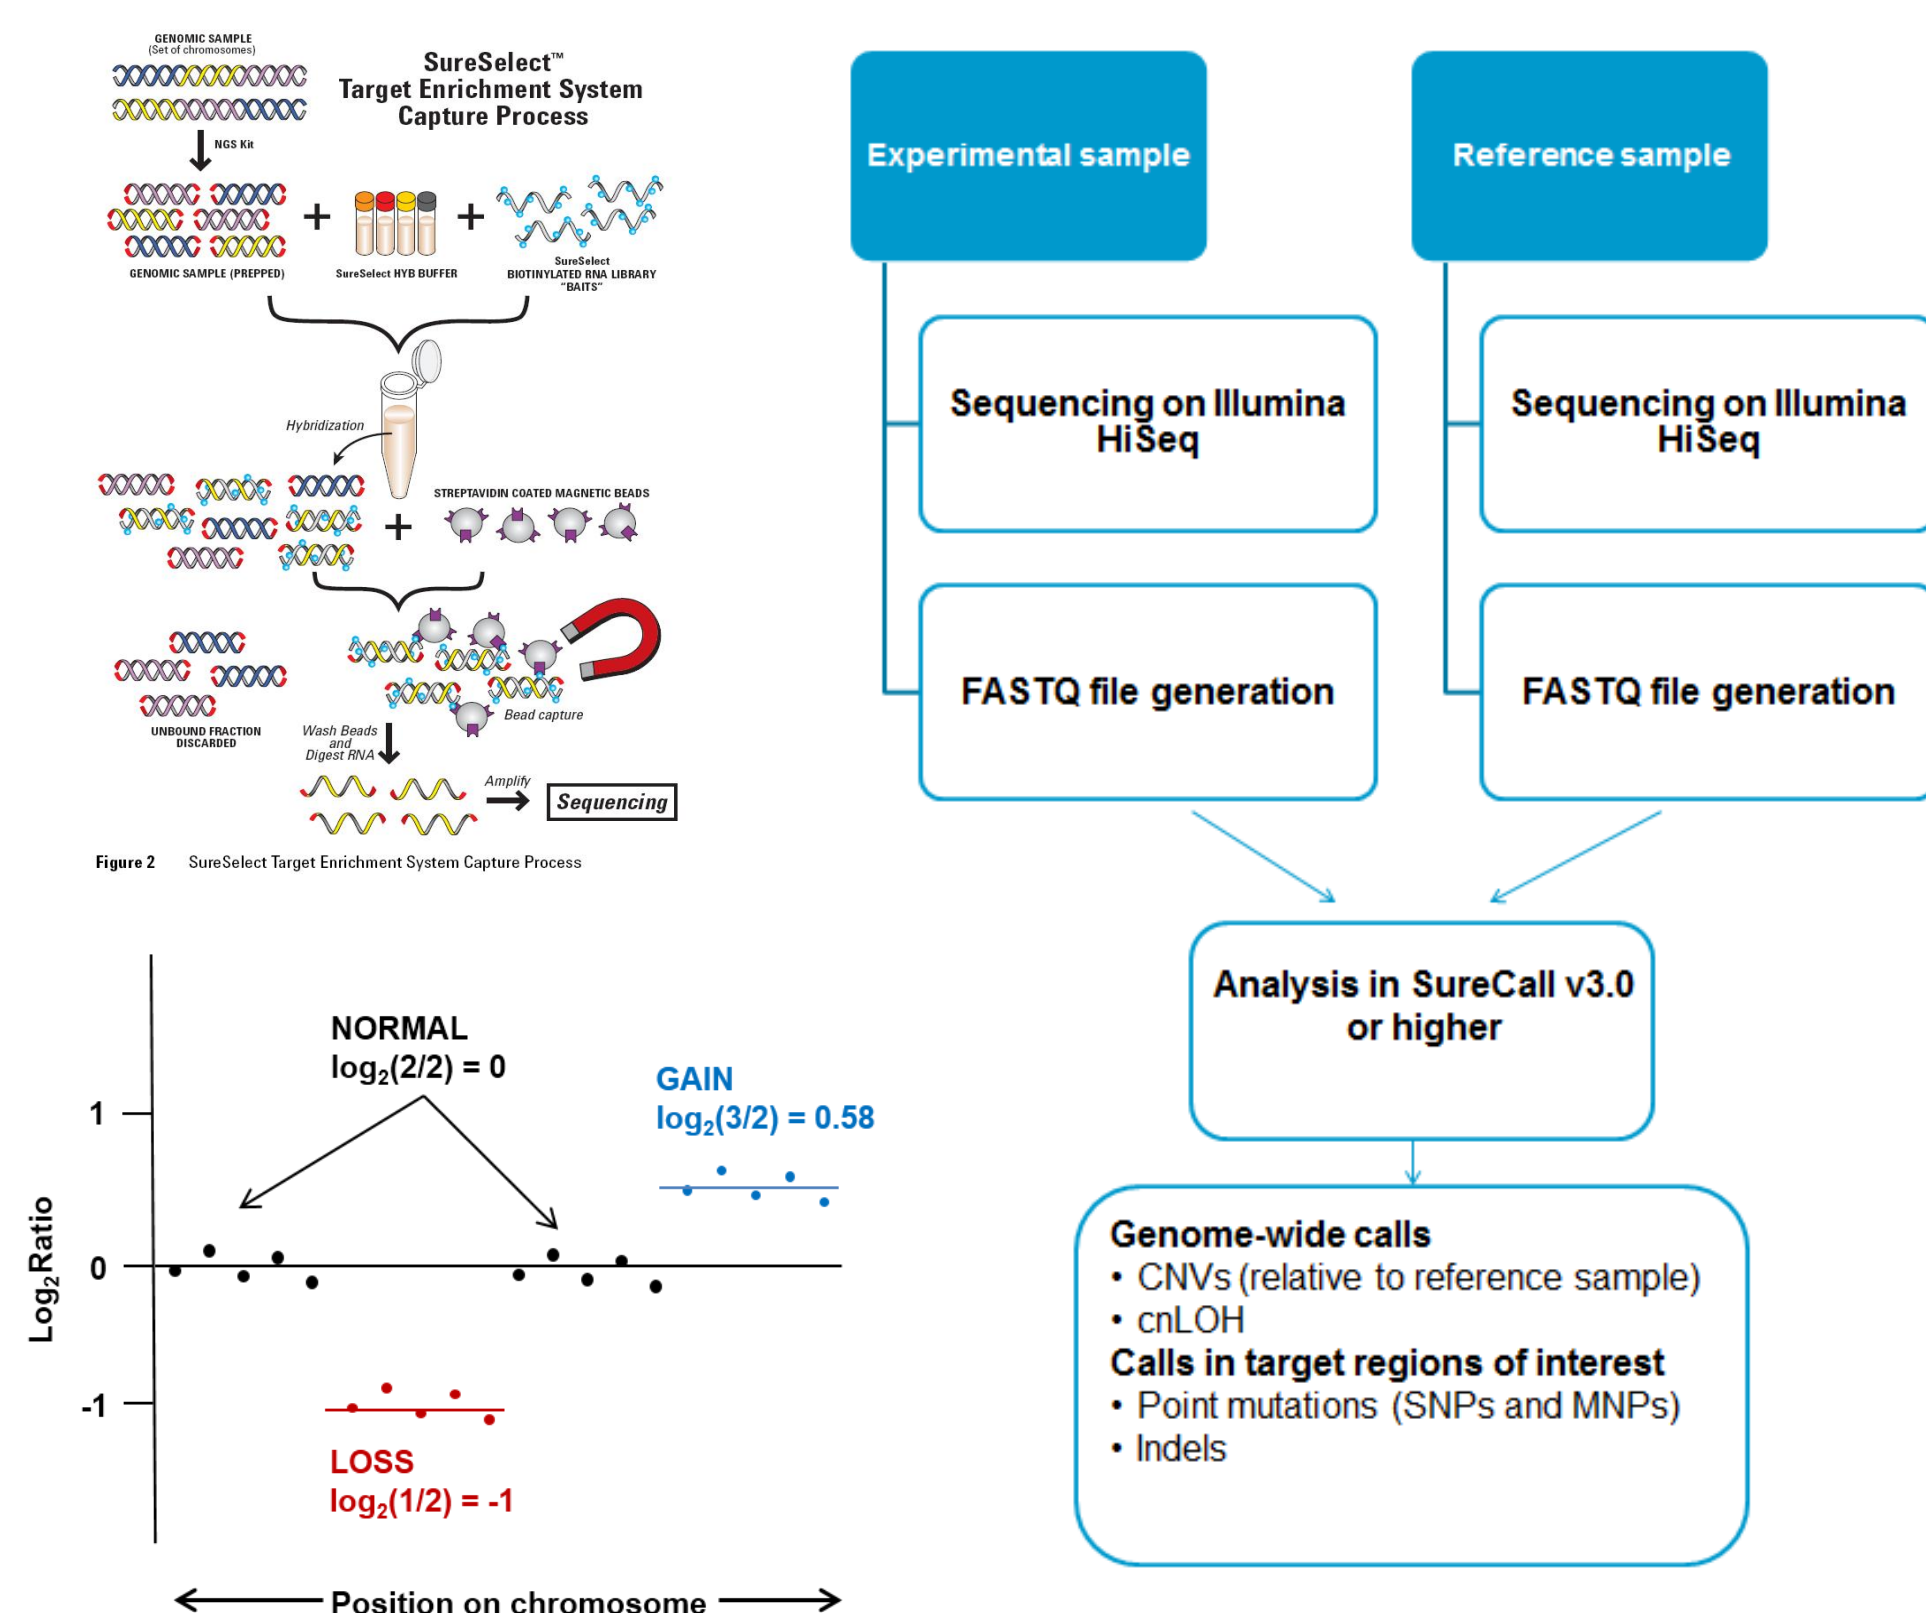 GENOMIC SAMPLE
(Set of chromosomes)
SureSelect™
Target Enrichment System
Capture Process
NGS Kit
GENOMIC SAMPLE (PREPPED)
SureSelect HYB BUFFER
SureSelect
BIOTINYLATED RNA LIBRARY
“BAITS”
Hybridization
STREPTAVIDIN COATED MAGNETIC BEADS
UNBOUND FRACTION
DISCARDED
Bead capture
Wash Beads
and
Digest RNA
Amplify
Sequencing
Figure 2 SureSelect Target Enrichment System Capture Process
Experimental sample
Reference sample
Sequencing on Illumina
HiSeq
Sequencing on Illumina
HiSeq
FASTQ file generation
FASTQ file generation
Analysis in SureCall v3.0
or higher
Genome-wide calls
• CNVs (relative to reference sample)
• cnLOH
Calls in target regions of interest
• Point mutations (SNPs and MNPs)
• Indels
NORMAL
log₂(2/2) = 0
GAIN
log₂(3/2) = 0.58
1
0
-1
Log₂Ratio
LOSS
log₂(1/2) = -1
Position on chromosome